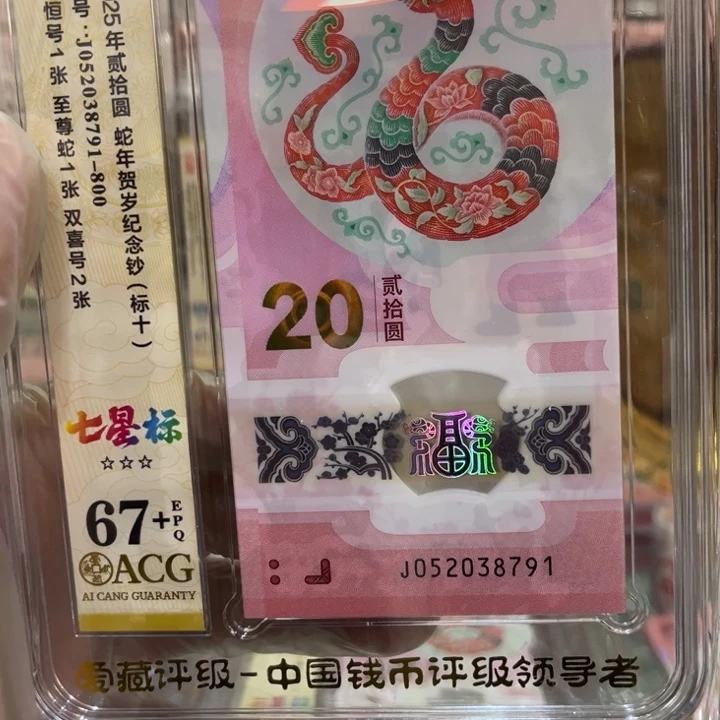 25年贰拾圆 蛇年贺岁纪念钞(标十)
号:J052038791-800
恒号1张 至尊蛇1张 双喜号2张
七星标
☆☆☆
67+
EPQ
ACG
AI CANG GUARANTY
20
贰拾圆
J052038791
爱藏评级-中国钱币评级领导者